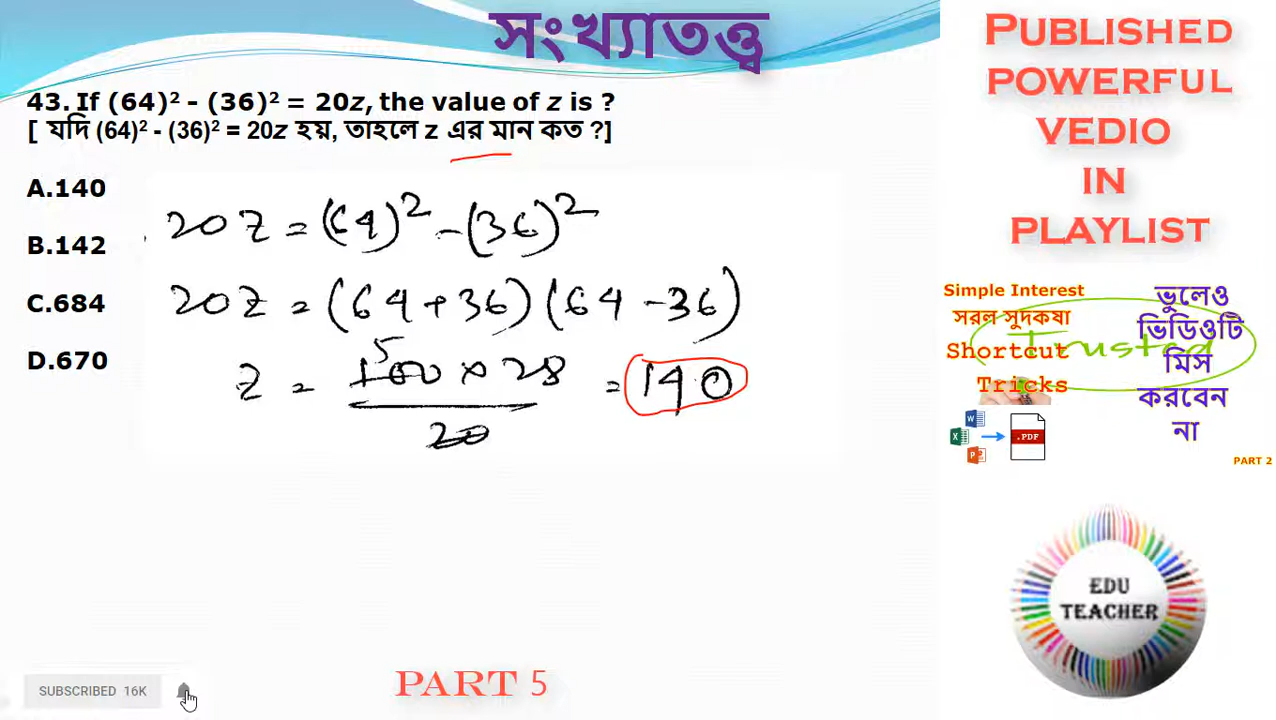 সংখ্যাতত্ত্ব
43. If (64)² - (36)² = 20z, the value of z is ?
[ যদি (64)² - (36)² = 20z হয়, তাহলে z এর মান কত ?]
A.140
B.142
C.684
D.670
20 Z = (64)² - (36)²
20 Z = (64 + 36) (64 - 36)
5
Z = 100 × 28 = 140
20
PART 5
SUBSCRIBED 16K
PUBLISHED
POWERFUL
VEDIO
IN
PLAYLIST
Simple Interest
সরল সুদকষা
Shortcut
Tricks
Trusted
ভুলেও
ভিডিওটি
মিস
করবেন
না
W
X
P
.PDF
PART 2
EDU
TEACHER